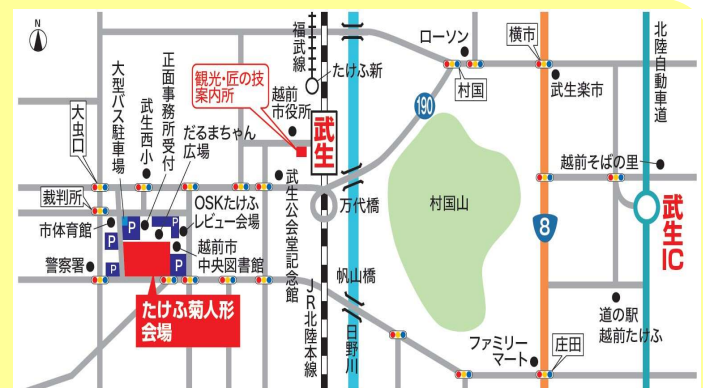 N
福武線
ローソン
横市
北陸自動車道
大型バス駐車場
正面事務所受付
観光・匠の技
案内所
たけふ新
村国
武生楽市
大虫口
武生西小
だるまちゃん
広場
越前
市役所
武生
190
越前そばの里
裁判所
OSKたけふ
レビュー会場
武生公会堂記念館
万代橋
村国山
8
武生IC
市体育館
P
P
P
P
P
越前市
中央図書館
警察署
帆山橋
たけふ菊人形
会場
JR北陸本線
日野川
道の駅
越前たけふ
ファミリー
マート
庄田